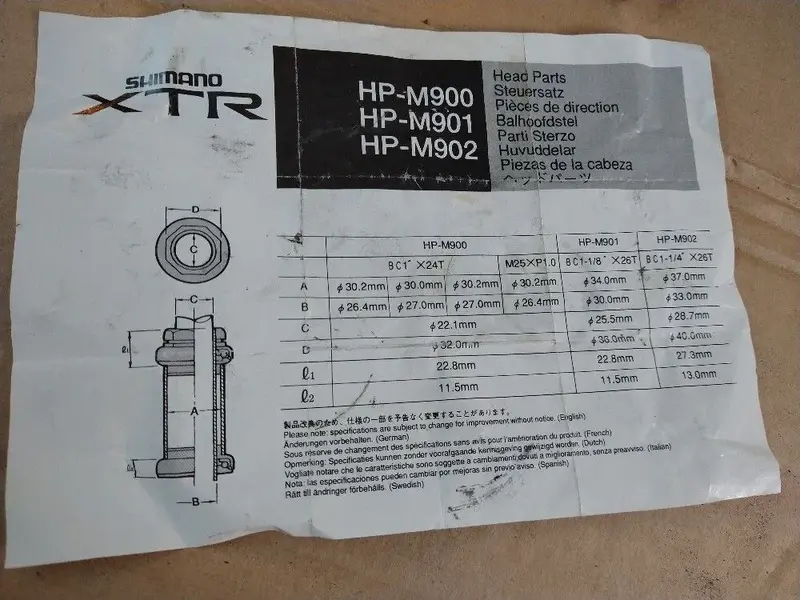 SHIMANO
XTR
HP-M900
HP-M901
HP-M902
Head Parts
Steuersatz
Pièces de direction
Balhoofdstel
Parti Sterzo
Huvuddelar
Piezas de la cabeza
ヘッドパーツ
D
C
C
ℓ1
A
ℓ2
B
HP-M900 HP-M901 HP-M902
BC1" ×24T M25×P1.0 BC1-1/8" ×26T BC1-1/4" ×26T
A φ30.2mm φ30.0mm φ30.2mm φ30.2mm φ34.0mm φ37.0mm
B φ26.4mm φ27.0mm φ27.0mm φ26.4mm φ30.0mm φ33.0mm
C φ22.1mm φ25.5mm φ28.7mm
D φ32.0mm φ36.0mm φ40.0mm
ℓ1 22.8mm 22.8mm 27.3mm
ℓ2 11.5mm 11.5mm 13.0mm
製品改良のため、仕様の一部を予告なく変更することがあります。
Please note: specifications are subject to change for improvement without notice. (English)
Änderungen vorbehalten. (German)
Sous réserve de changement des spécifications sans avis pour l'amélioration du produit. (French)
Opmerking: Specificaties kunnen zonder voorafgaande kennisgeving gewijzigd worden. (Dutch)
Vogliate notare che le caratteristiche sono soggette a cambiamenti dovuti a miglioramento, senza preavviso. (Italian)
Nota: las especificaciones pueden cambiar por mejoras sin previo aviso. (Spanish)
Rätt till ändringar förbehålls. (Swedish)